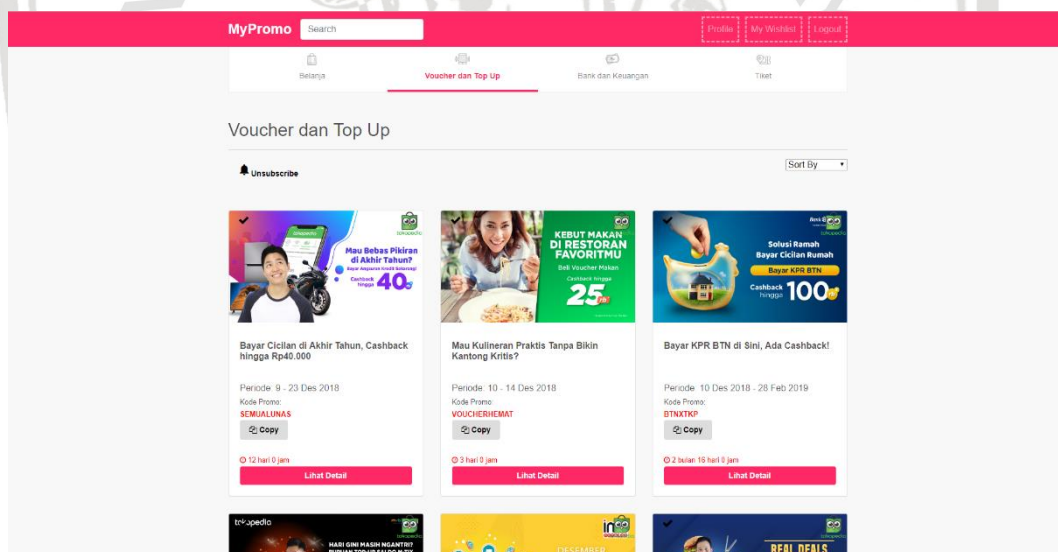 MyPromo
Search
Profile
My Wishlist
Logout
Belanja
Voucher dan Top Up
Bank dan Keuangan
Tiket
Voucher dan Top Up
Unsubscribe
Sort By
tokopedia
Mau Bebas Pikiran
di Akhir Tahun?
Bayar Angsuran Kredit Sekarang!
Cashback
hingga 40
KEBUT MAKAN
DI RESTORAN
FAVORITMU
Beli Voucher Makan
Cashback hingga
25
Solusi Ramah
Bayar Cicilan Rumah
Bayar KPR BTN
Cashback
hingga 100
Bayar Cicilan di Akhir Tahun, Cashback
hingga Rp40.000
Periode: 9 - 23 Des 2018
Kode Promo:
SEMUALUNAS
Copy
12 hari 0 jam
Lihat Detail
Mau Kulineran Praktis Tanpa Bikin
Kantong Kritis?
Periode: 10 - 14 Des 2018
Kode Promo:
VOUCHERHEMAT
Copy
3 hari 0 jam
Lihat Detail
Bayar KPR BTN di Sini, Ada Cashback!
Periode: 10 Des 2018 - 28 Feb 2019
Kode Promo:
BTNXTKP
Copy
2 bulan 16 hari 0 jam
Lihat Detail
tokopedia
HARI GINI MASIH NGANTRI?
DESEMBER
REAL DEALS